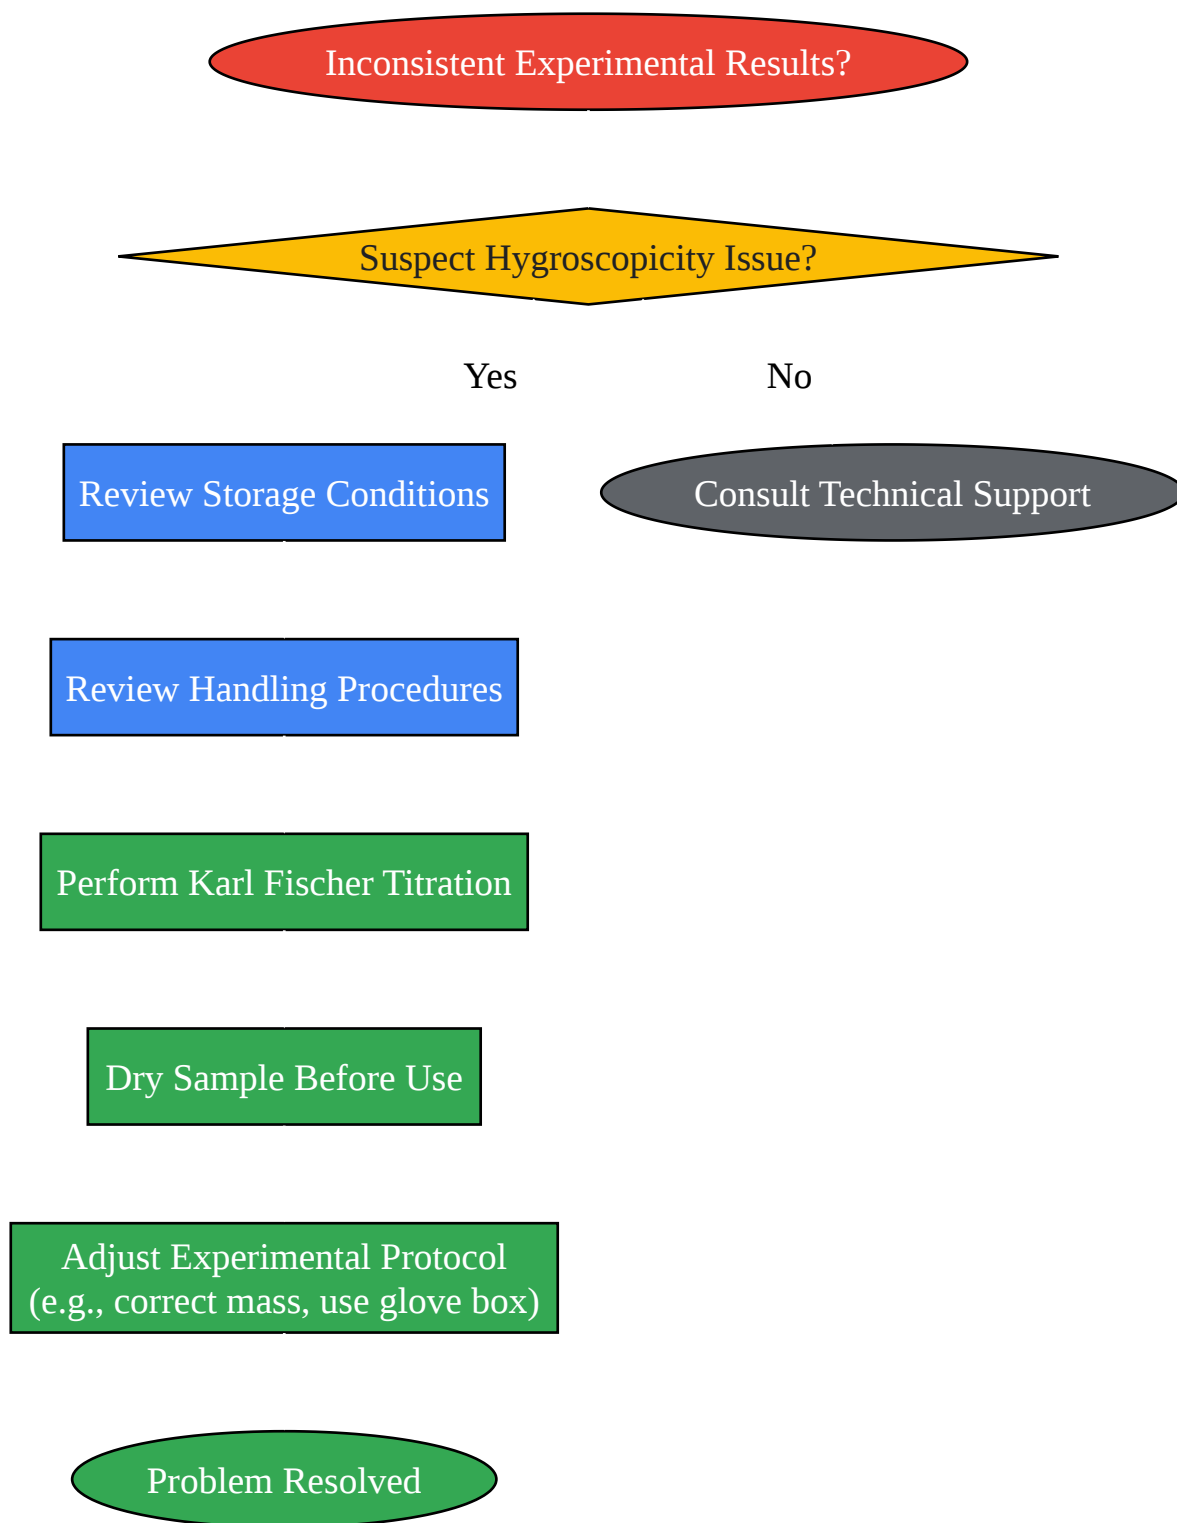 Inconsistent Experimental Results?
Suspect Hygroscopicity Issue?
Yes
No
Review Storage Conditions
Consult Technical Support
Review Handling Procedures
Perform Karl Fischer Titration
Dry Sample Before Use
Adjust Experimental Protocol
(e.g., correct mass, use glove box)
Problem Resolved